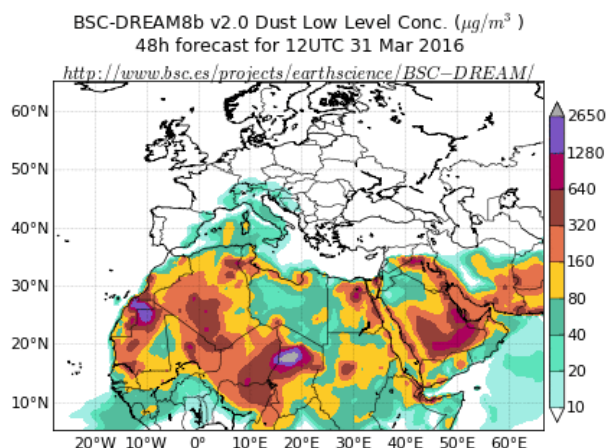 BSC-DREAM8b v2.0 Dust Low Level Conc. (μg/m³ )
48h forecast for 12UTC 31 Mar 2016
http://www.bsc.es/projects/earthscience/BSC−DREAM/
60°N
50°N
40°N
30°N
20°N
10°N
20°W
10°W
0°
10°E
20°E
30°E
40°E
50°E
60°E
2650
1280
640
320
160
80
40
20
10